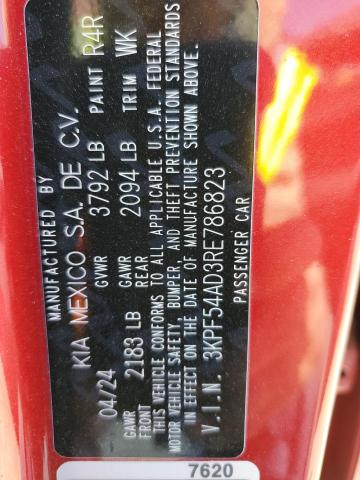 MANUFACTURED BY
KIA MEXICO S.A. DE C.V.
04/24 GVWR 3792 LB PAINT R4R
GAWR FRONT 2183 LB GAWR REAR 2094 LB TRIM WK
THIS VEHICLE CONFORMS TO ALL APPLICABLE U.S.A. FEDERAL
MOTOR VEHICLE SAFETY, BUMPER, AND THEFT PREVENTION STANDARDS
IN EFFECT ON THE DATE OF MANUFACTURE SHOWN ABOVE.
V.I.N. 3KPF54AD3RE786823
PASSENGER CAR
7620